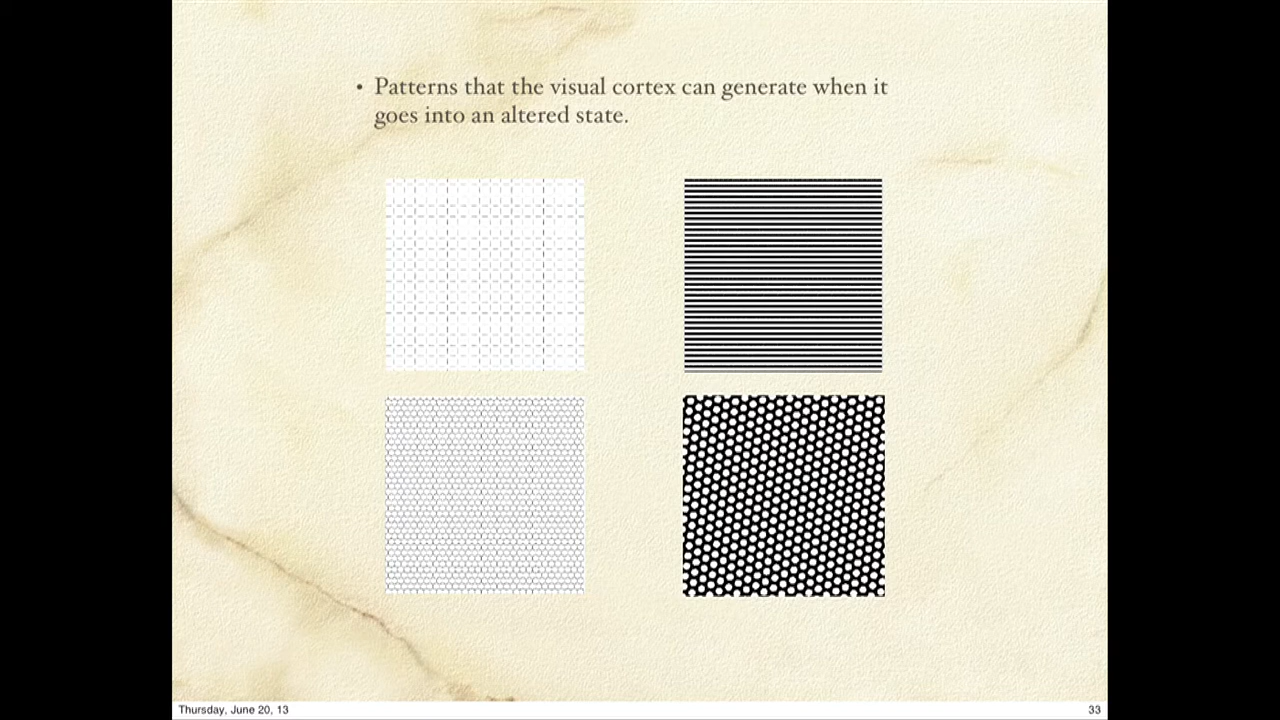 • Patterns that the visual cortex can generate when it
goes into an altered state.
Thursday, June 20, 13
33